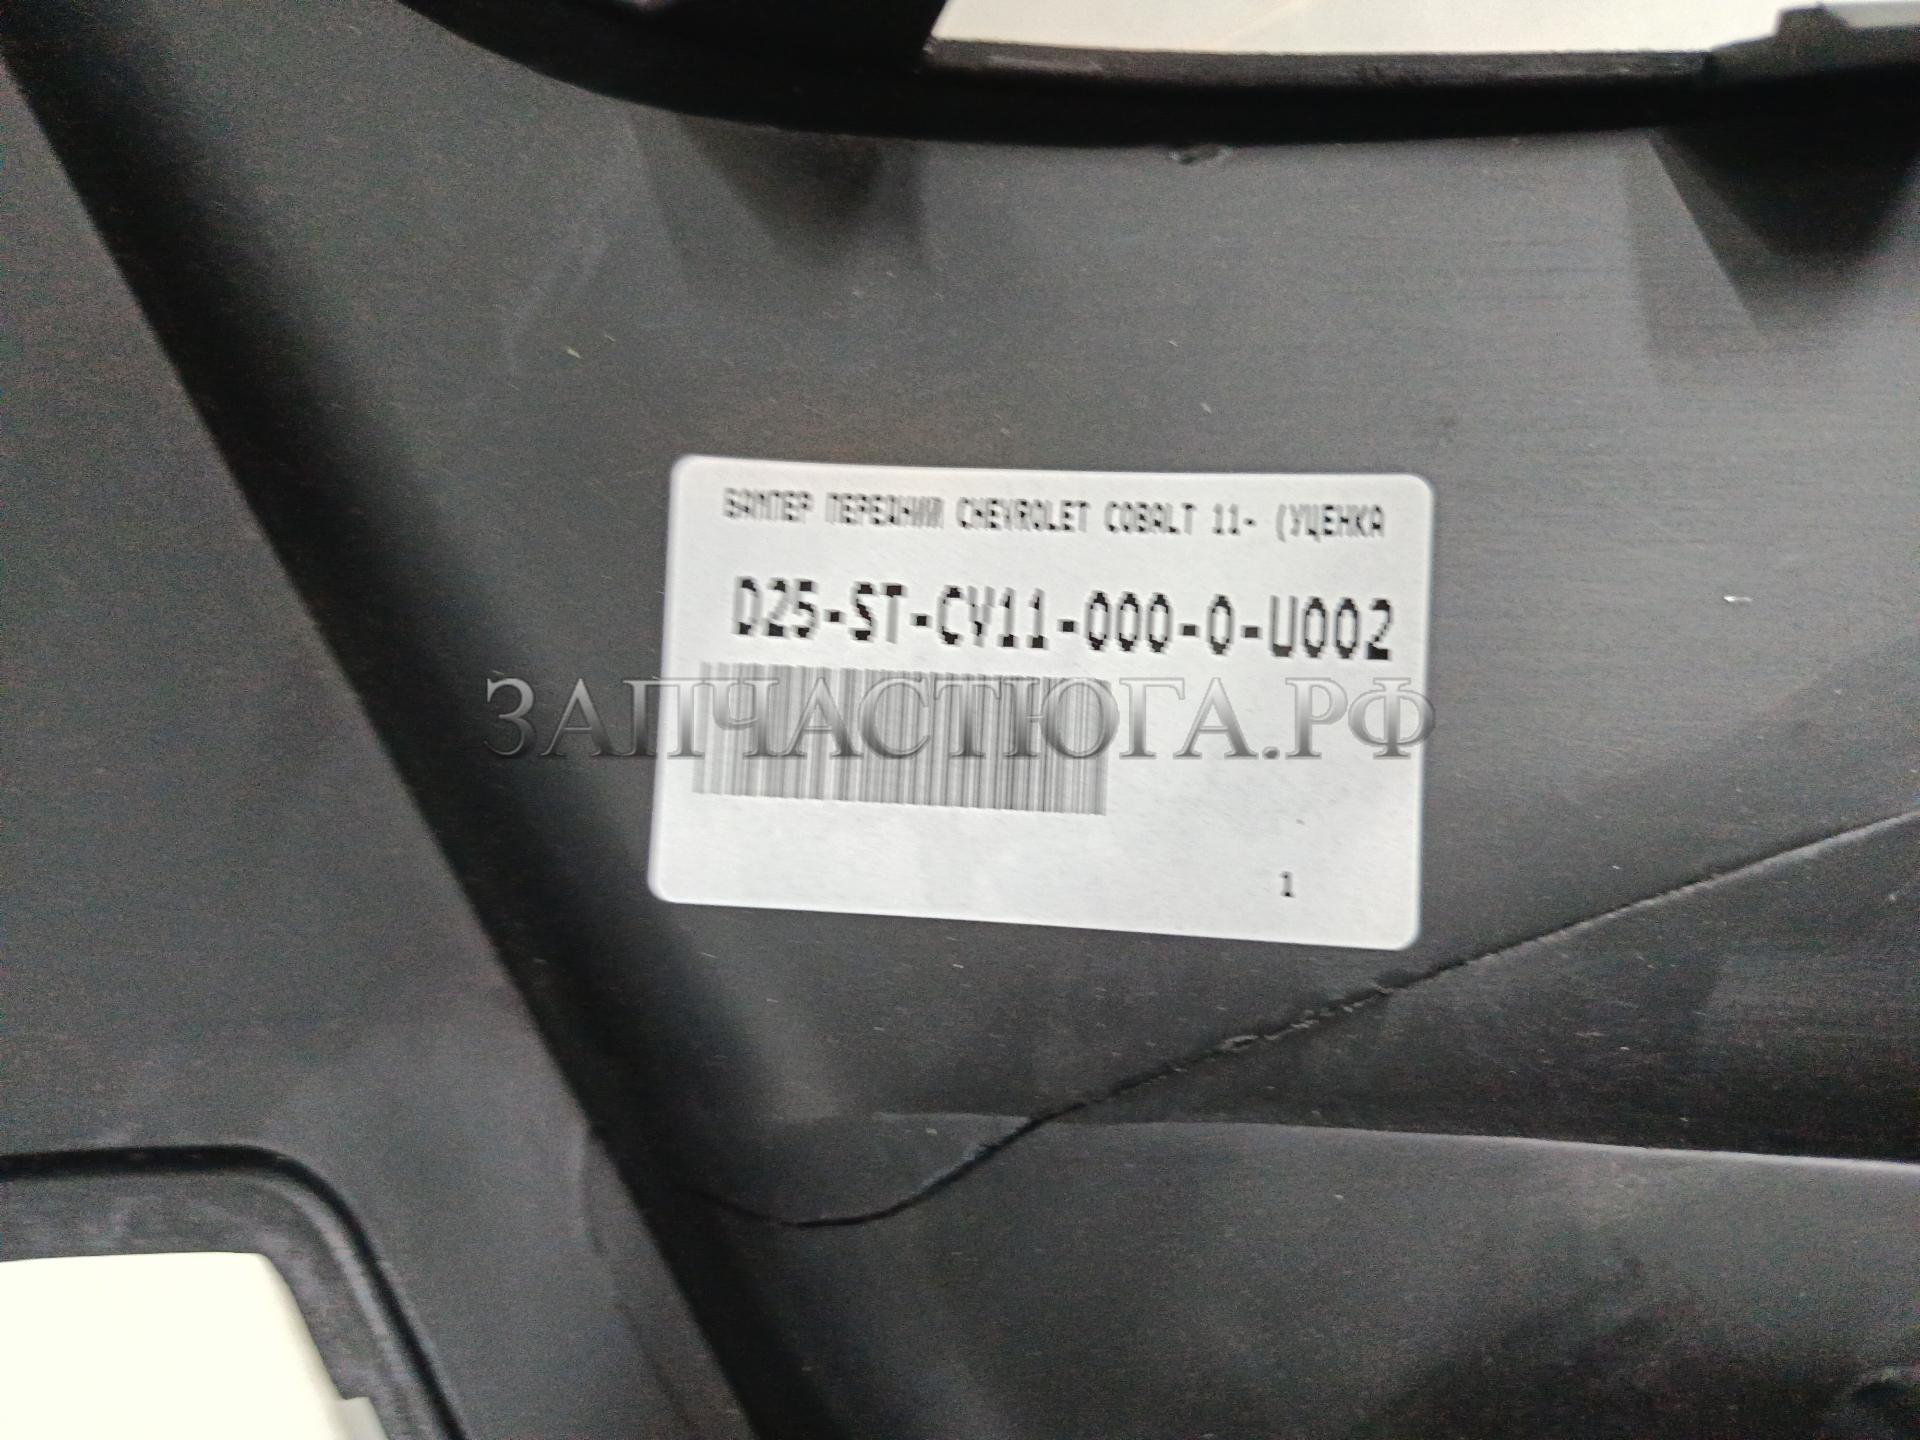 БАМПЕР ПЕРЕДНИЙ CHEVROLET COBALT 11- (УЦЕНКА
D25-ST-CV11-000-0-U002
ЗАПЧАСТЮГА.РФ
1